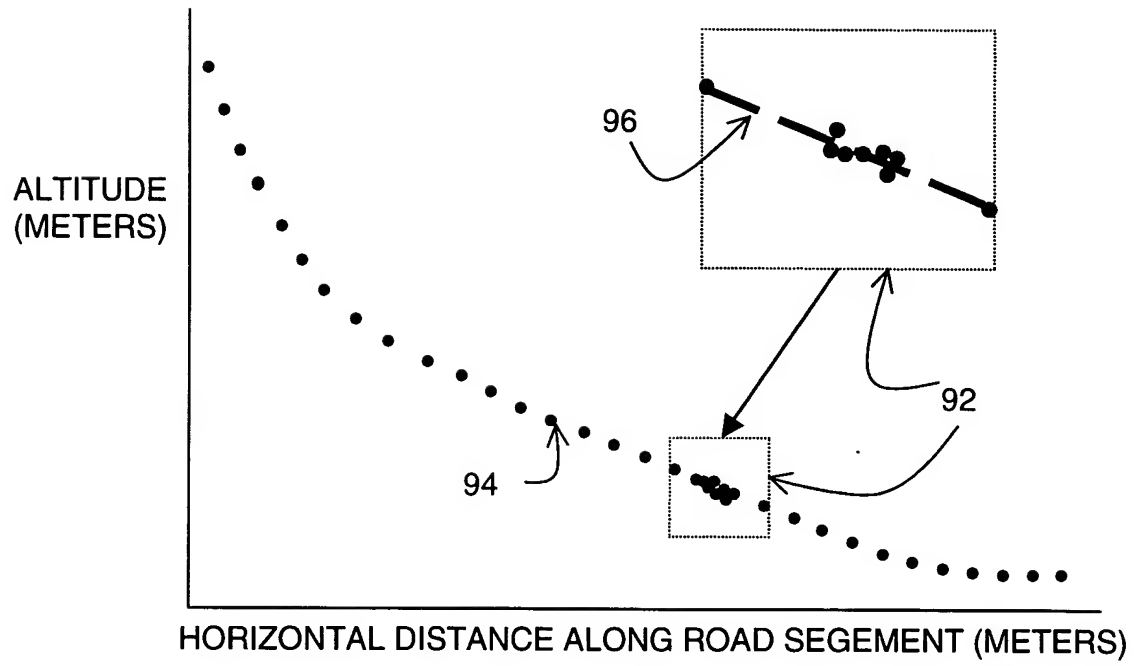 96
ALTITUDE
(METERS)
92
94
HORIZONTAL DISTANCE ALONG ROAD SEGEMENT (METERS)